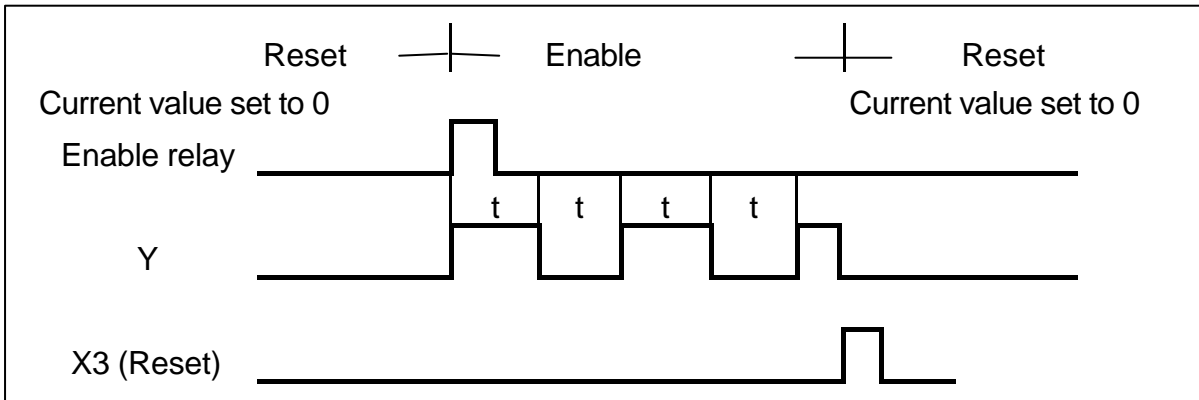 Reset Enable Reset
Current value set to 0 Current value set to 0
Enable relay
t t t t
Y
X3 (Reset)